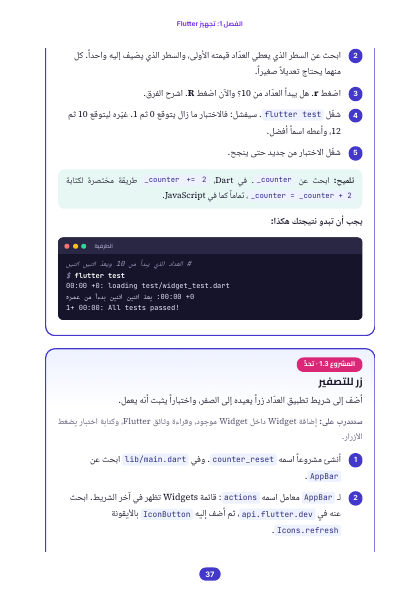 الفصل 1: تجهيز Flutter
2 ابحث عن السطر الذي يعطي العدّاد قيمته الأولى، والسطر الذي يضيف إليه واحداً. كل
منهما يحتاج تعديلاً صغيراً.
3 اضغط r. هل يبدأ العدّاد من 10؟ والآن اضغط R. اشرح الفرق.
4 شغّل flutter test. سيفشل: فالاختبار ما زال يتوقع 0 ثم 1. غيّره ليتوقع 10 ثم
12، وأعطه اسماً أفضل.
5 شغّل الاختبار من جديد حتى ينجح.
تلميح: ابحث عن _counter. في Dart، _counter += 2 طريقة مختصرة لكتابة
_counter = _counter + 2، تماماً كما في JavaScript.
يجب أن تبدو نتيجتك هكذا:
الطرفية
# العداد الذي يبدأ من 10 ويعدّ اثنين اثنين
$ flutter test
00:00 +0: loading test/widget_test.dart
00:00 +0: يعدّ اثنين اثنين بدءاً من عشرة
00:00 +1: All tests passed!
المشروع 1.3 · تحدٍّ
زر للتصفير
أضف إلى شريط تطبيق العدّاد زراً يعيده إلى الصفر، واختباراً يثبت أنه يعمل.
ستتدرب على: إضافة Widget داخل Widget موجود، وقراءة وثائق Flutter، وكتابة اختبار يضغط
الأزرار.
1 أنشئ مشروعاً اسمه counter_reset. وفي lib/main.dart ابحث عن
AppBar.
2 لـ AppBar معامل اسمه actions: قائمة Widgets تظهر في آخر الشريط. ابحث
عنه في api.flutter.dev، ثم أضف إليه IconButton بالأيقونة
Icons.refresh.
37